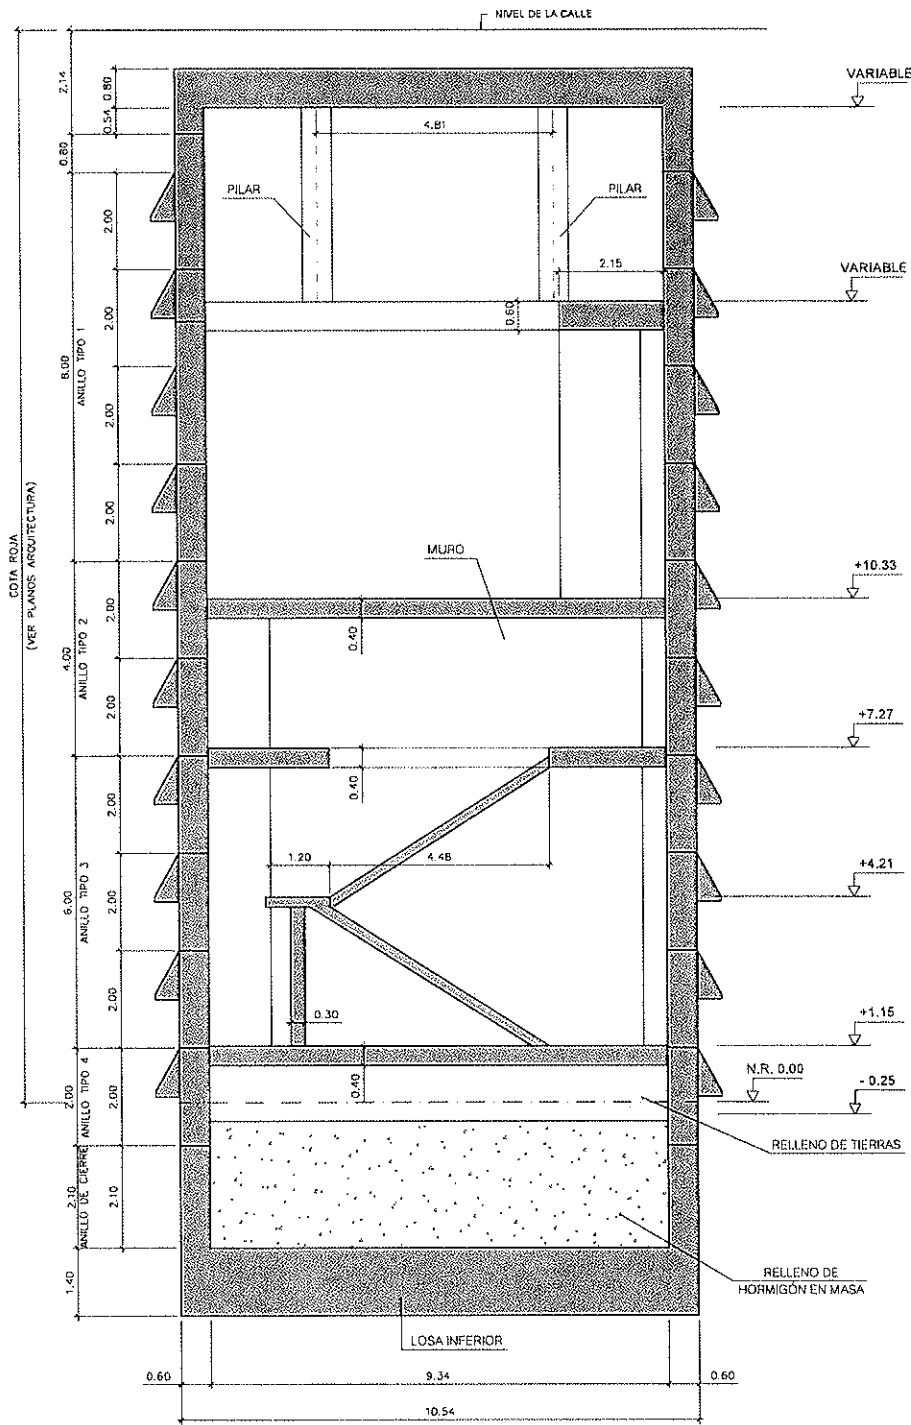 NIVEL DE LA CALLE
VARIABLE
2.14
0.80
0.54
4.81
0.80
PILAR
PILAR
2.00
2.15
VARIABLE
2.00
0.60
8.00
ANILLO TIPO 1
2.00
2.00
COTA ROJA
(VER PLANOS ARQUITECTURA)
MURO
+10.33
2.00
0.40
4.00
ANILLO TIPO 2
2.00
+7.27
0.40
2.00
1.20
4.48
+4.21
6.00
ANILLO TIPO 3
2.00
2.00
0.30
+1.15
2.00
ANILLO TIPO 4
2.00
0.40
N.R. 0.00
- 0.25
RELLENO DE TIERRAS
2.10
ANILLO DE CIERRE
2.10
RELLENO DE
HORMIGÓN EN MASA
1.40
LOSA INFERIOR
0.60
9.34
0.60
10.54